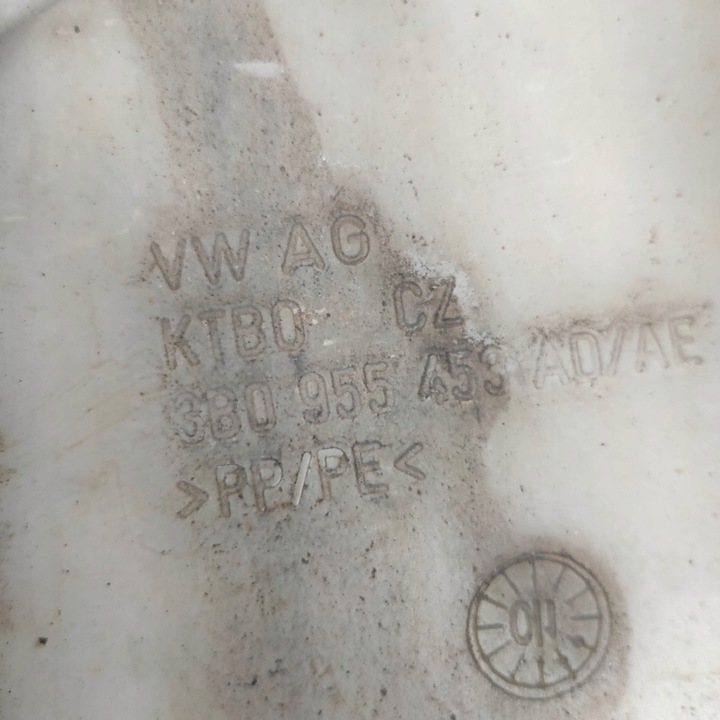 VW AG
KTBO CZ
3B0 955 453 AD/AE
>PP/PE<